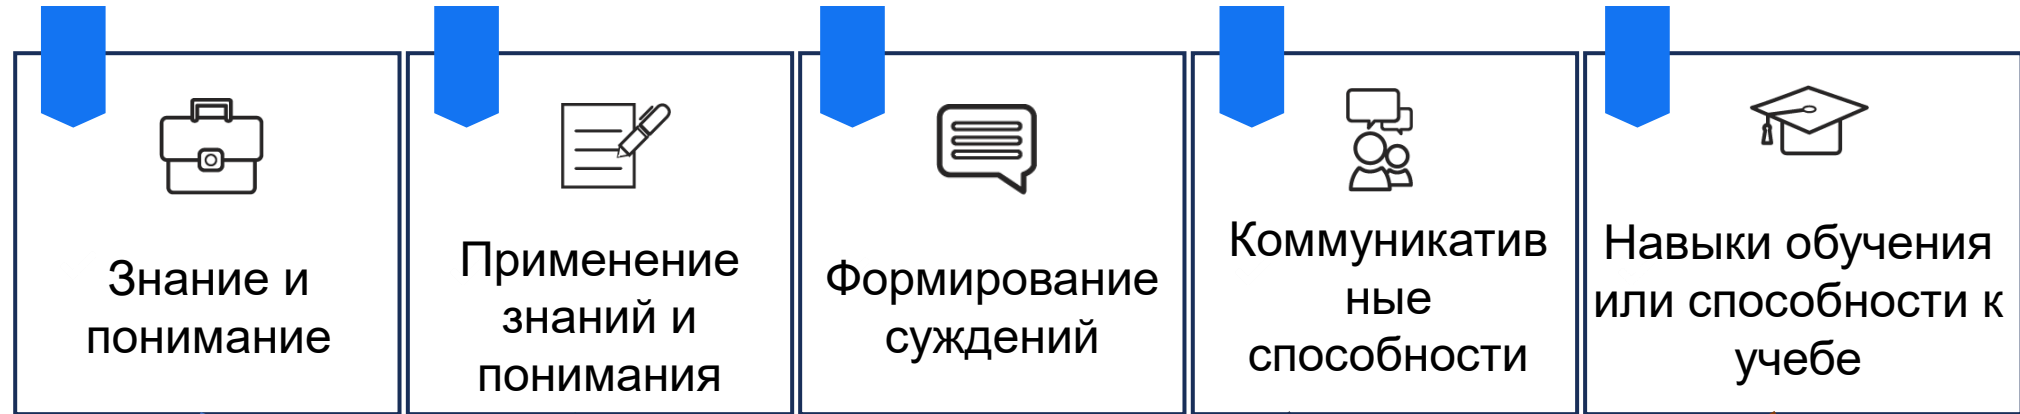 Знание и
понимание
Применение
знаний и
понимания
Формирование
суждений
Коммуникатив
ные
способности
Навыки обучения
или способности к
учебе